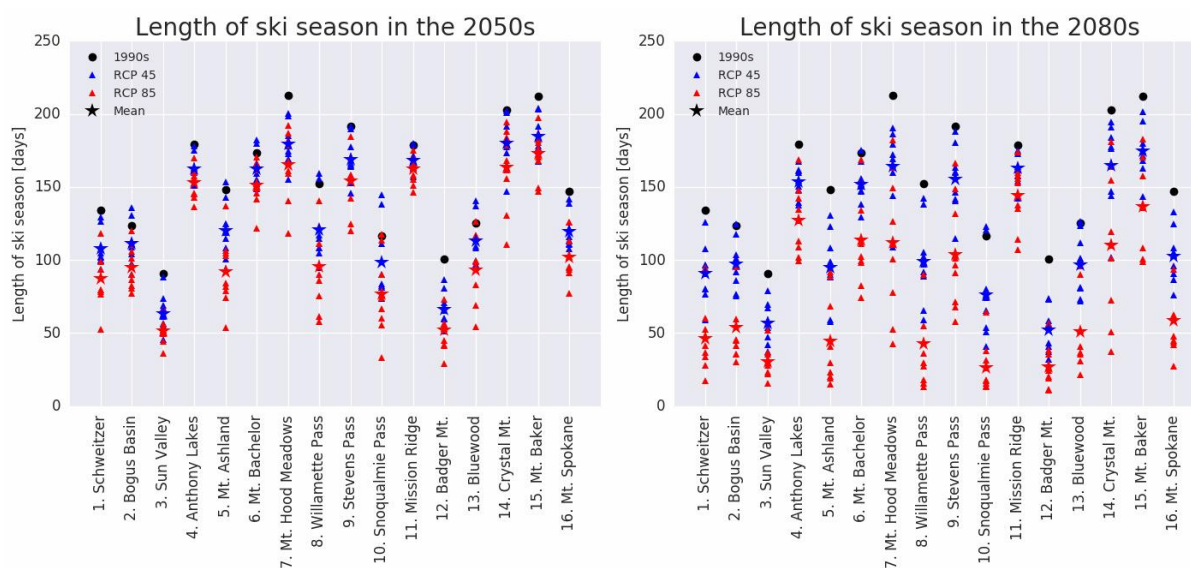 Length of ski season in the 2050s
Length of ski season [days]
250
200
150
100
50
0
1990s
RCP 45
RCP 85
Mean
1. Schweitzer
2. Bogus Basin
3. Sun Valley
4. Anthony Lakes
5. Mt. Ashland
6. Mt. Bachelor
7. Mt. Hood Meadows
8. Willamette Pass
9. Stevens Pass
10. Snoqualmie Pass
11. Mission Ridge
12. Badger Mt.
13. Bluewood
14. Crystal Mt.
15. Mt. Baker
16. Mt. Spokane
Length of ski season in the 2080s
Length of ski season [days]
250
200
150
100
50
0
1990s
RCP 45
RCP 85
Mean
1. Schweitzer
2. Bogus Basin
3. Sun Valley
4. Anthony Lakes
5. Mt. Ashland
6. Mt. Bachelor
7. Mt. Hood Meadows
8. Willamette Pass
9. Stevens Pass
10. Snoqualmie Pass
11. Mission Ridge
12. Badger Mt.
13. Bluewood
14. Crystal Mt.
15. Mt. Baker
16. Mt. Spokane